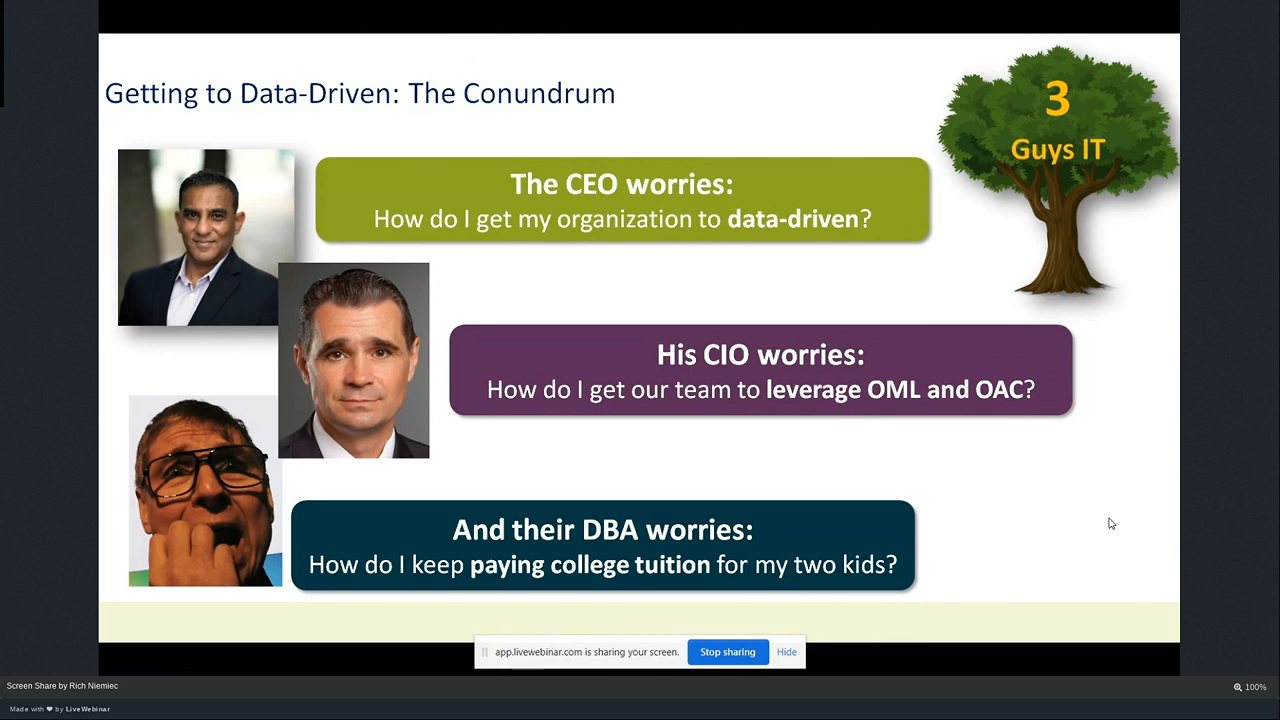 Getting to Data-Driven: The Conundrum
3
Guys IT
The CEO worries:
How do I get my organization to data-driven?
His CIO worries:
How do I get our team to leverage OML and OAC?
And their DBA worries:
How do I keep paying college tuition for my two kids?
app.livewebinar.com is sharing your screen. Stop sharing Hide
Screen Share by Rich Niemiec
100%
Made with ❤ by LiveWebinar